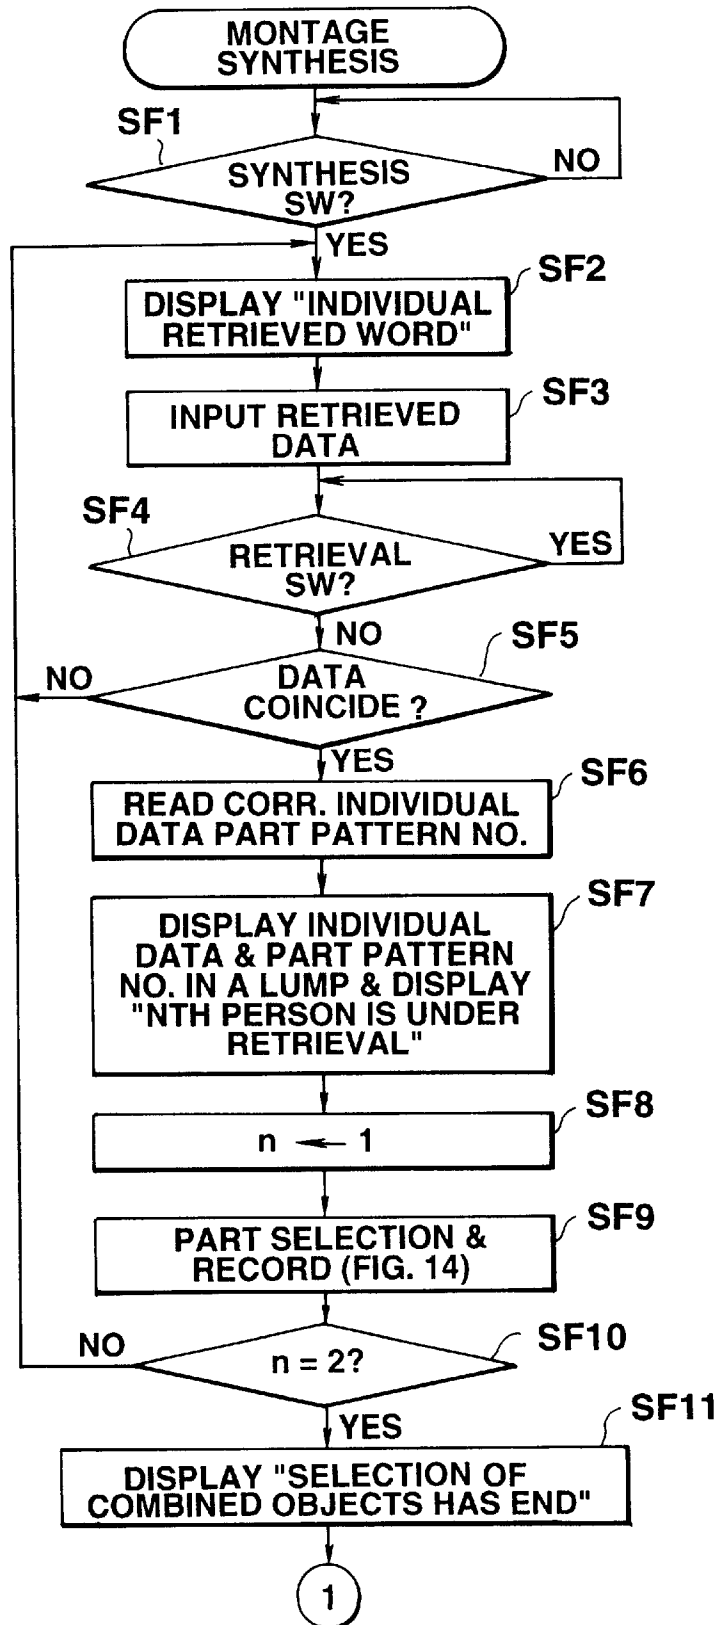 MONTAGE
SYNTHESIS
SF1
SYNTHESIS
SW?
NO
YES
SF2
DISPLAY "INDIVIDUAL
RETRIEVED WORD"
SF3
INPUT RETRIEVED
DATA
SF4
RETRIEVAL
SW?
YES
NO
SF5
DATA
COINCIDE ?
NO
YES
SF6
READ CORR. INDIVIDUAL
DATA PART PATTERN NO.
SF7
DISPLAY INDIVIDUAL
DATA & PART PATTERN
NO. IN A LUMP & DISPLAY
"NTH PERSON IS UNDER
RETRIEVAL"
SF8
n ← 1
SF9
PART SELECTION &
RECORD (FIG. 14)
SF10
n = 2?
NO
YES
SF11
DISPLAY "SELECTION OF
COMBINED OBJECTS HAS END"
1